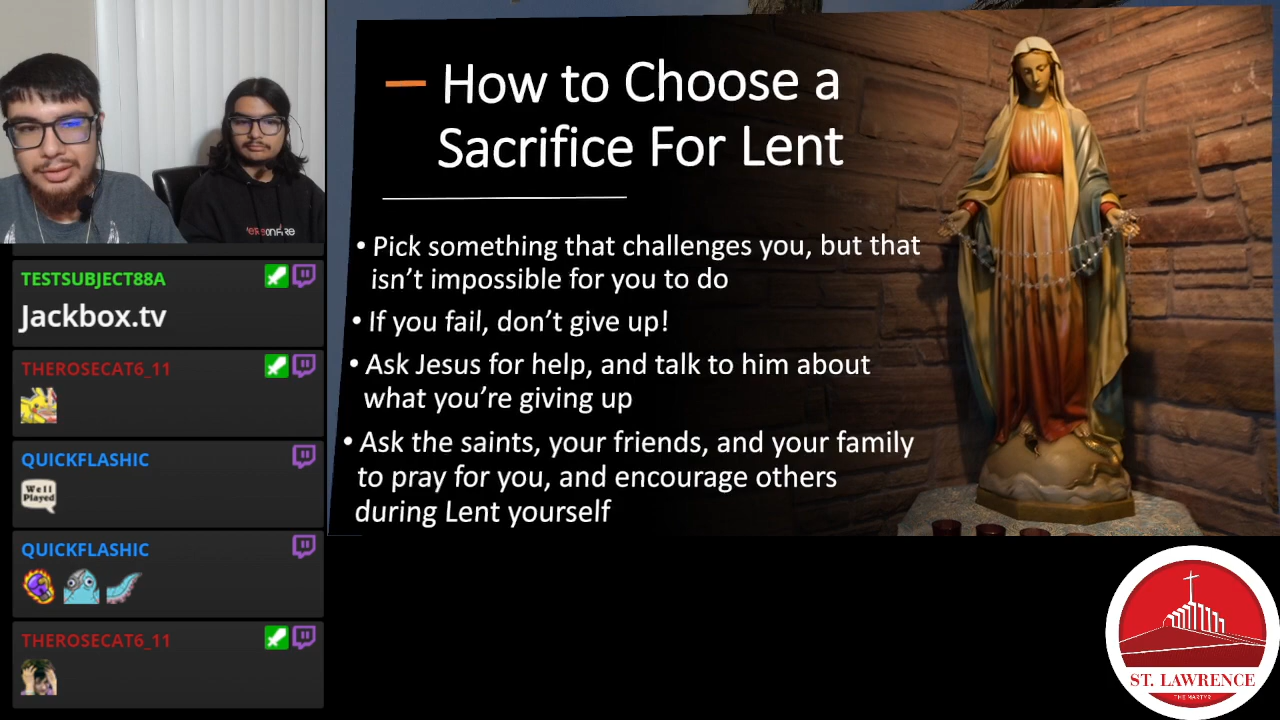 How to Choose a
Sacrifice For Lent
• Pick something that challenges you, but that
isn't impossible for you to do
• If you fail, don't give up!
• Ask Jesus for help, and talk to him about
what you're giving up
• Ask the saints, your friends, and your family
to pray for you, and encourage others
during Lent yourself
TESTSUBJECT88A
Jackbox.tv
THEROSECAT6_11
QUICKFLASHIC
Well
Played
QUICKFLASHIC
THEROSECAT6_11
ST. LAWRENCE
THE MARTYR